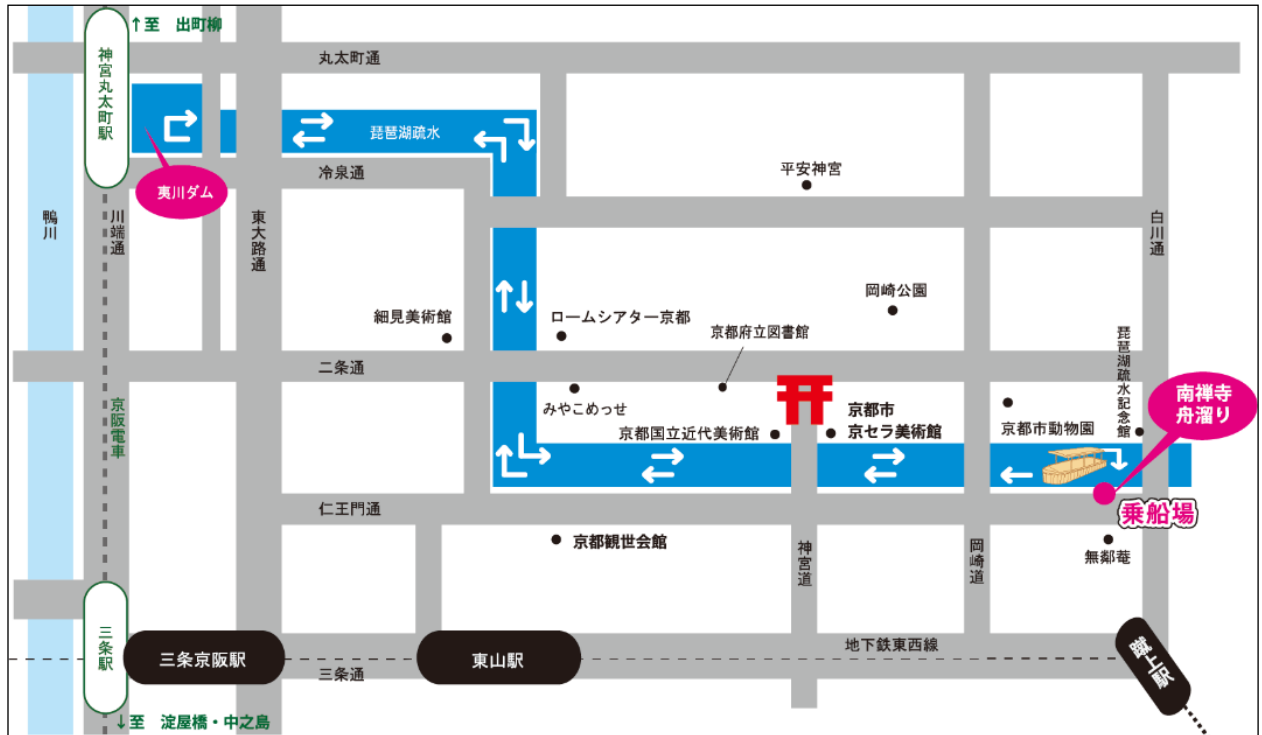 ↑至 出町柳
神宮丸太町駅
丸太町通
琵琶湖疏水
夷川ダム
冷泉通
平安神宮
鴨川
川端通
東大路通
白川通
岡崎公園
細見美術館
ロームシアター京都
京都府立図書館
琵琶湖疏水記念館
二条通
南禅寺
舟溜り
みやこめっせ
京都国立近代美術館
京都市
京セラ美術館
京都市動物園
京阪電車
仁王門通
乗船場
京都観世会館
神宮道
岡崎道
無鄰菴
三条駅
三条京阪駅
東山駅
地下鉄東西線
蹴上駅
三条通
↓至 淀屋橋・中之島